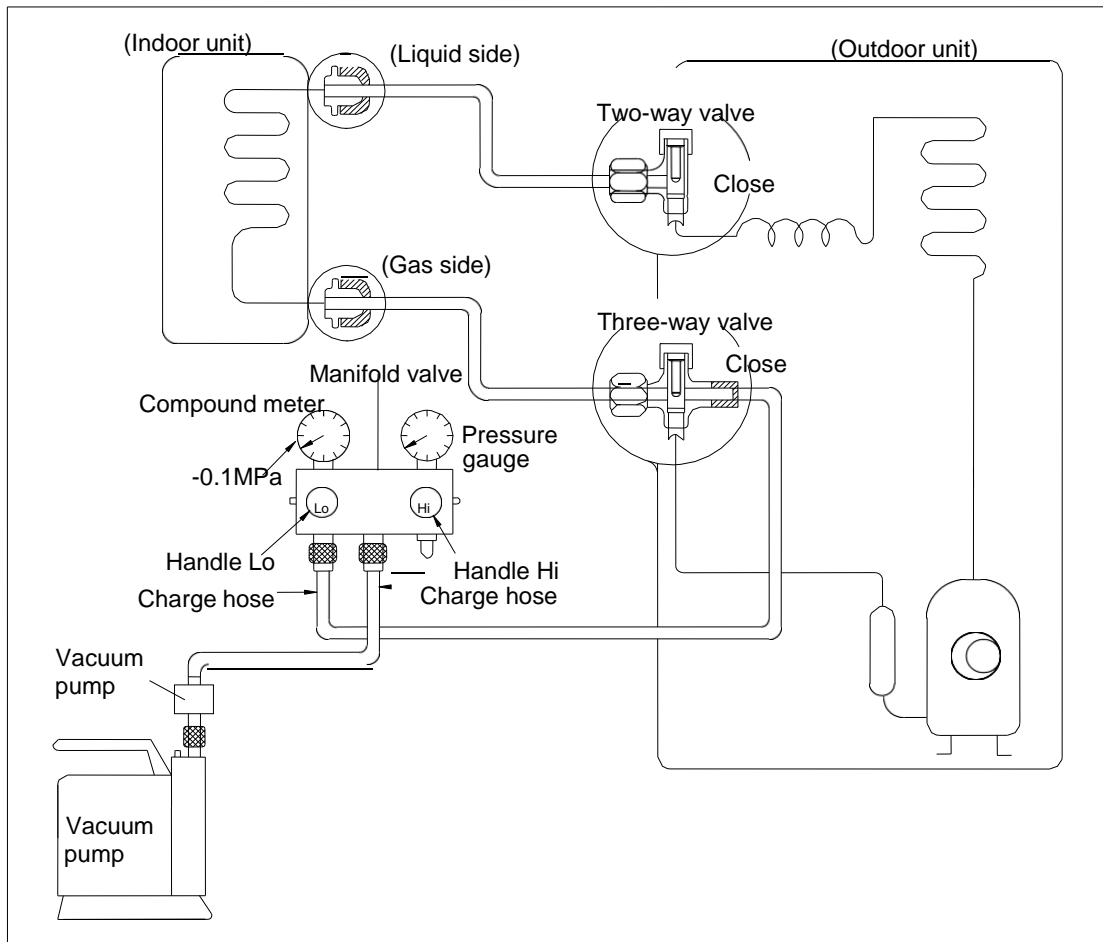 (Indoor unit)
(Liquid side)
(Outdoor unit)
Two-way valve
Close
(Gas side)
Three-way valve
Close
Manifold valve
Compound meter
Pressure
gauge
-0.1MPa
Lo
Hi
Handle Lo
Handle Hi
Charge hose
Charge hose
Vacuum
pump
Vacuum
pump